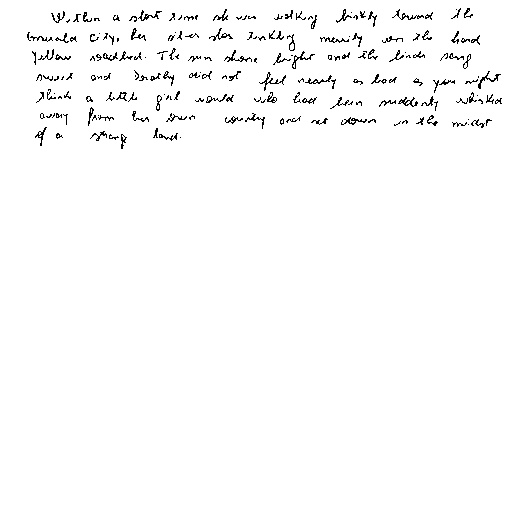 Within a short time she was walking briskly toward the
Emerald City, her silver shoes tinkling merrily on the hard
yellow roadbed. The sun shone bright and the birds sang
sweet and Dorothy did not feel nearly as bad as you might
think a little girl would who had been suddenly whisked
away from her own country and set down in the midst
of a strange land.